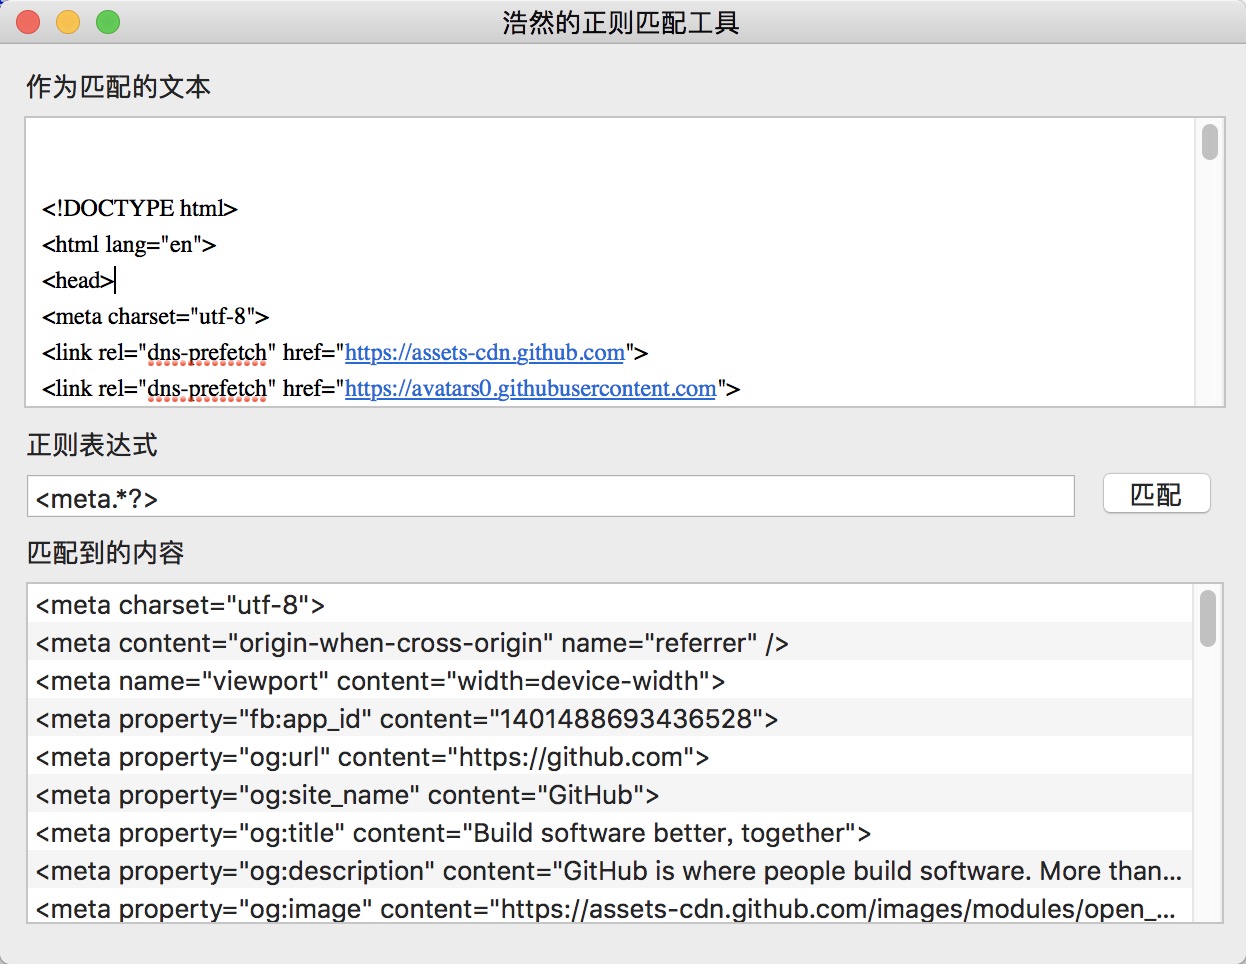 浩然的正则匹配工具
作为匹配的文本
<!DOCTYPE html>
<html lang="en">
<head>
<meta charset="utf-8">
<link rel="dns-prefetch" href="https://assets-cdn.github.com">
<link rel="dns-prefetch" href="https://avatars0.githubusercontent.com">
正则表达式
<meta.*?>
匹配
匹配到的内容
<meta charset="utf-8">
<meta content="origin-when-cross-origin" name="referrer" />
<meta name="viewport" content="width=device-width">
<meta property="fb:app_id" content="1401488693436528">
<meta property="og:url" content="https://github.com">
<meta property="og:site_name" content="GitHub">
<meta property="og:title" content="Build software better, together">
<meta property="og:description" content="GitHub is where people build software. More than...
<meta property="og:image" content="https://assets-cdn.github.com/images/modules/open_...